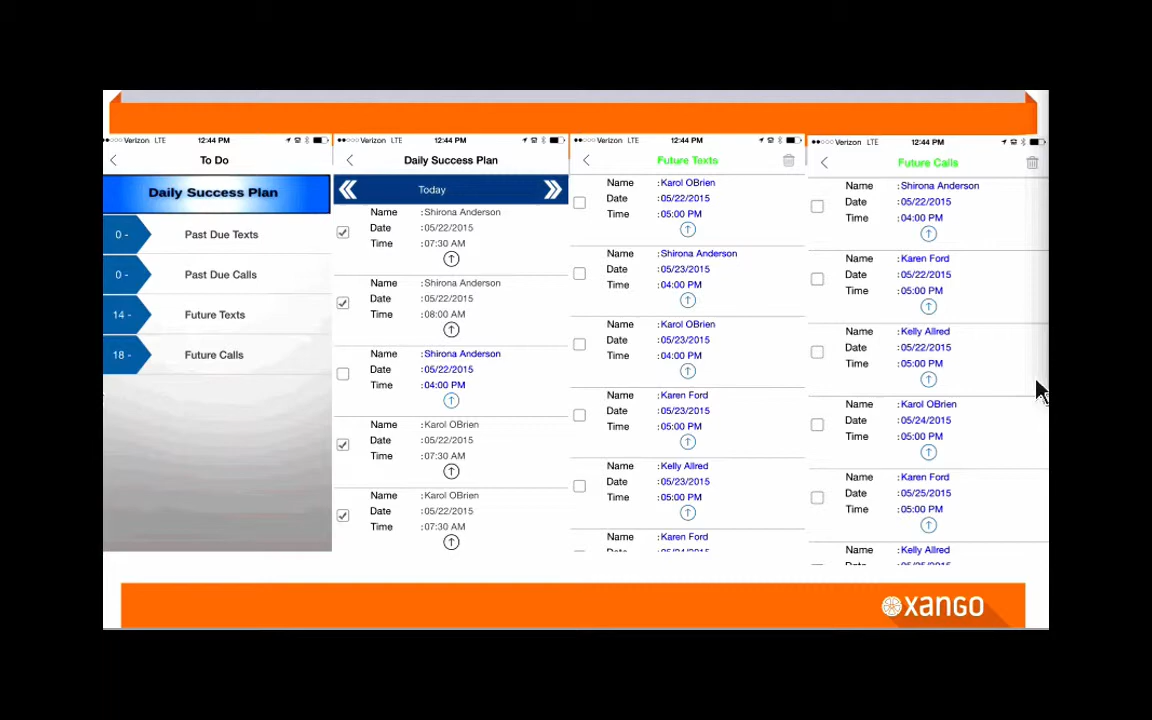 Verizon LTE 12:44 PM
To Do
Daily Success Plan
0 - Past Due Texts
0 - Past Due Calls
14 - Future Texts
18 - Future Calls
Verizon LTE 12:44 PM
Daily Success Plan
Today
Name :Shirona Anderson
Date :05/22/2015
Time :07:30 AM
Name :Shirona Anderson
Date :05/22/2015
Time :08:00 AM
Name :Shirona Anderson
Date :05/22/2015
Time :04:00 PM
Name :Karol OBrien
Date :05/22/2015
Time :07:30 AM
Name :Karol OBrien
Date :05/22/2015
Time :07:30 AM
Verizon LTE 12:44 PM
Future Texts
Name :Karol OBrien
Date :05/22/2015
Time :05:00 PM
Name :Shirona Anderson
Date :05/23/2015
Time :04:00 PM
Name :Karol OBrien
Date :05/23/2015
Time :04:00 PM
Name :Karen Ford
Date :05/23/2015
Time :05:00 PM
Name :Kelly Allred
Date :05/23/2015
Time :05:00 PM
Name :Karen Ford
Verizon LTE 12:44 PM
Future Calls
Name :Shirona Anderson
Date :05/22/2015
Time :04:00 PM
Name :Karen Ford
Date :05/22/2015
Time :05:00 PM
Name :Kelly Allred
Date :05/22/2015
Time :05:00 PM
Name :Karol OBrien
Date :05/24/2015
Time :05:00 PM
Name :Karen Ford
Date :05/25/2015
Time :05:00 PM
Name :Kelly Allred
xango